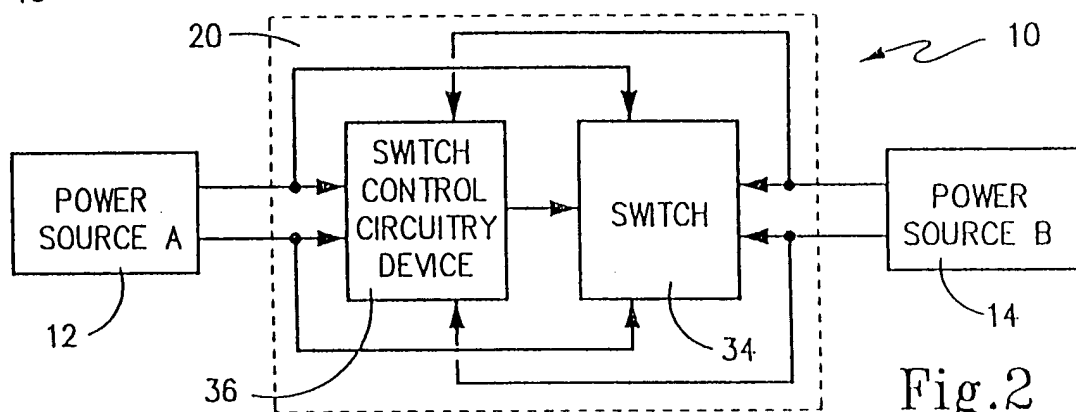 20
10
POWER
SOURCE A
SWITCH
CONTROL
CIRCUITRY
DEVICE
SWITCH
POWER
SOURCE B
12
36
34
14
Fig.2